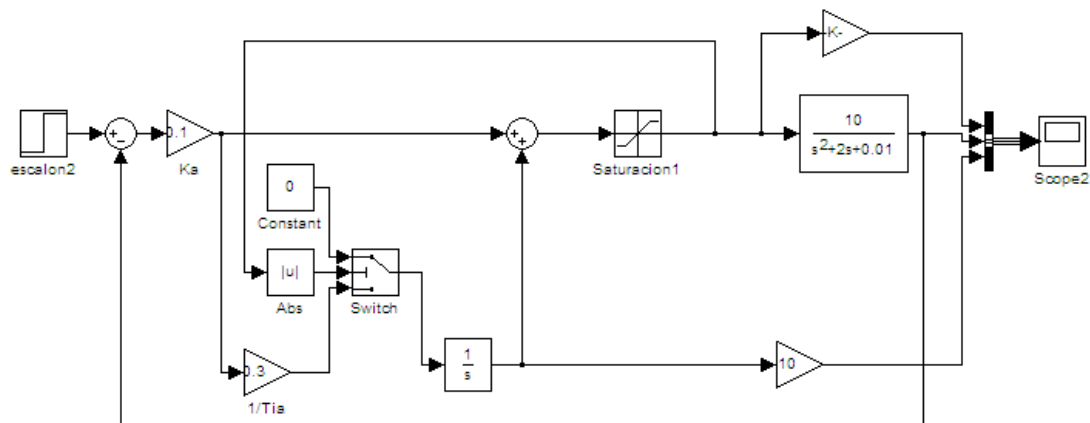 -K-
escalon2
+
−
0.1
Ka
+
+
Saturacion1
10
s²+2s+0.01
Scope2
0
Constant
|u|
Abs
Switch
0.3
1/Tia
1
s
10